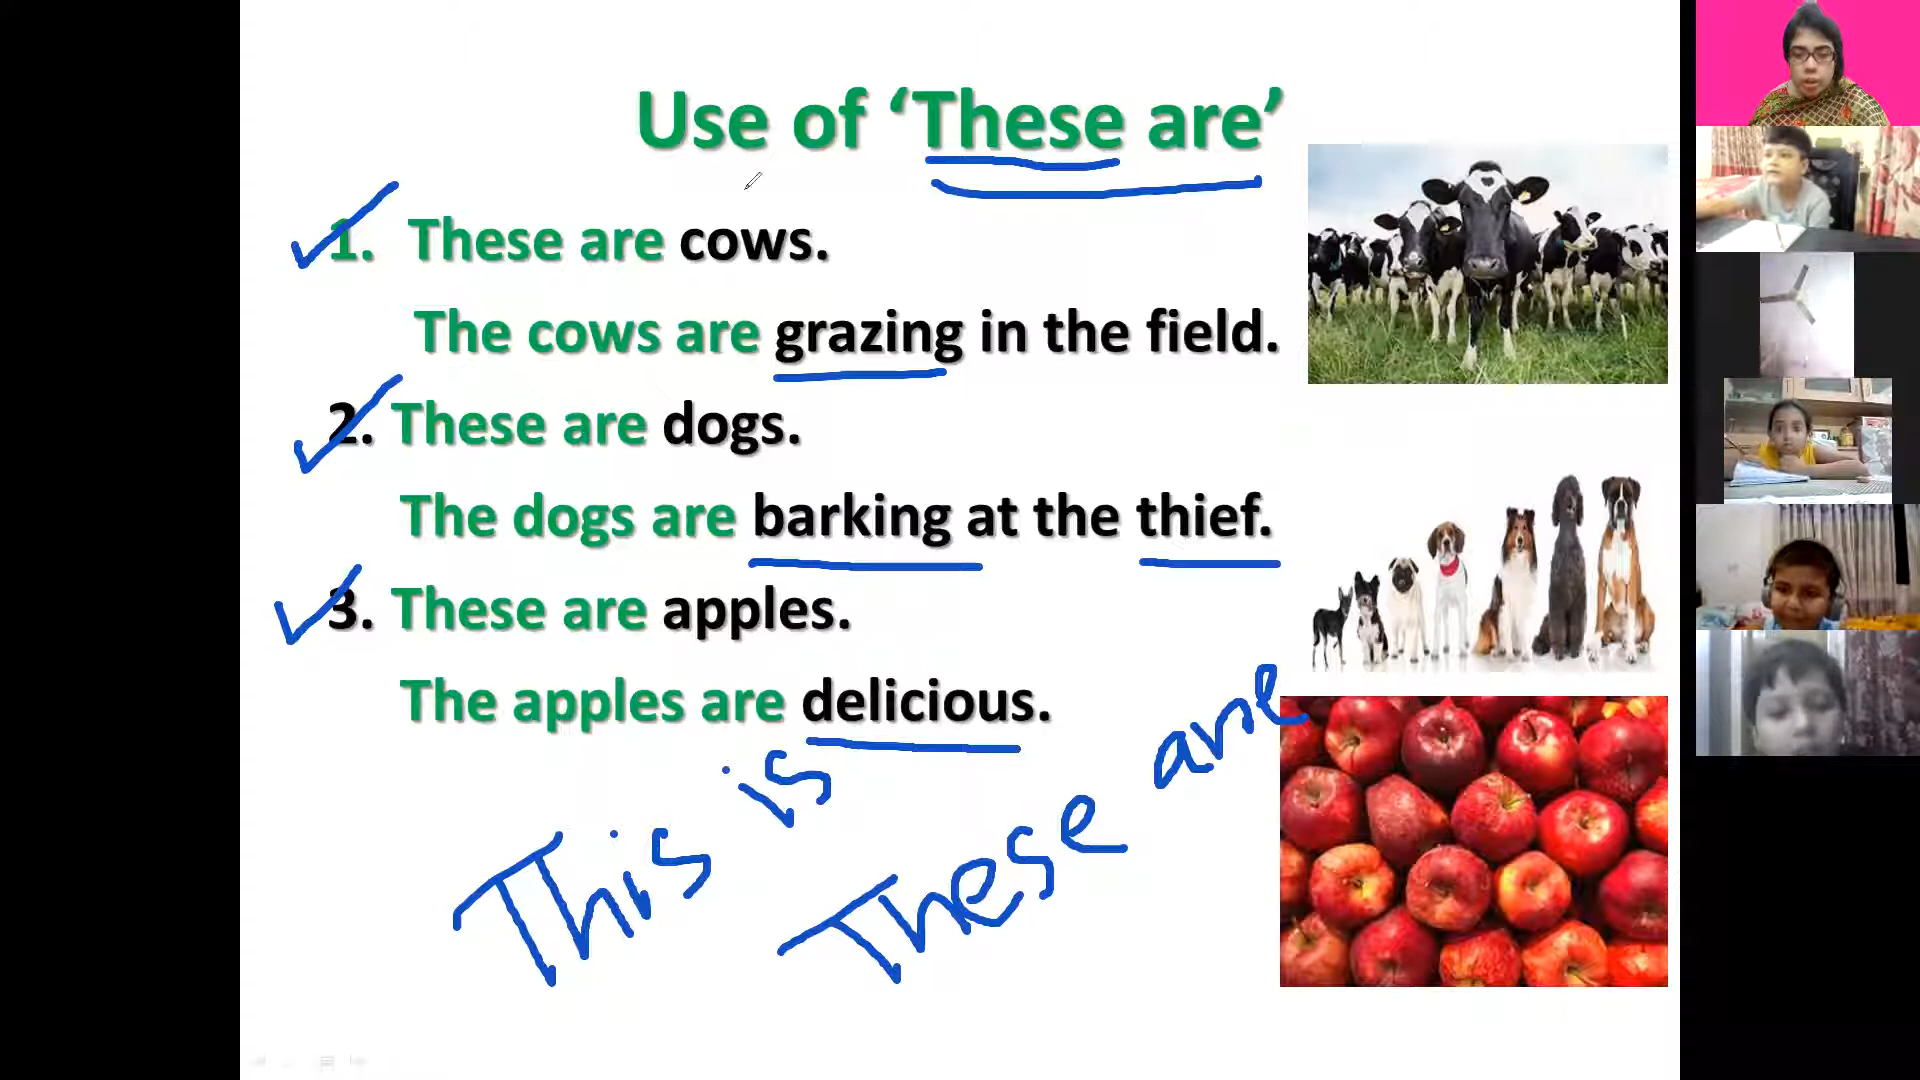 Use of ‘These are’
1. These are cows.
The cows are grazing in the field.
2. These are dogs.
The dogs are barking at the thief.
3. These are apples.
The apples are delicious.
This is
These are